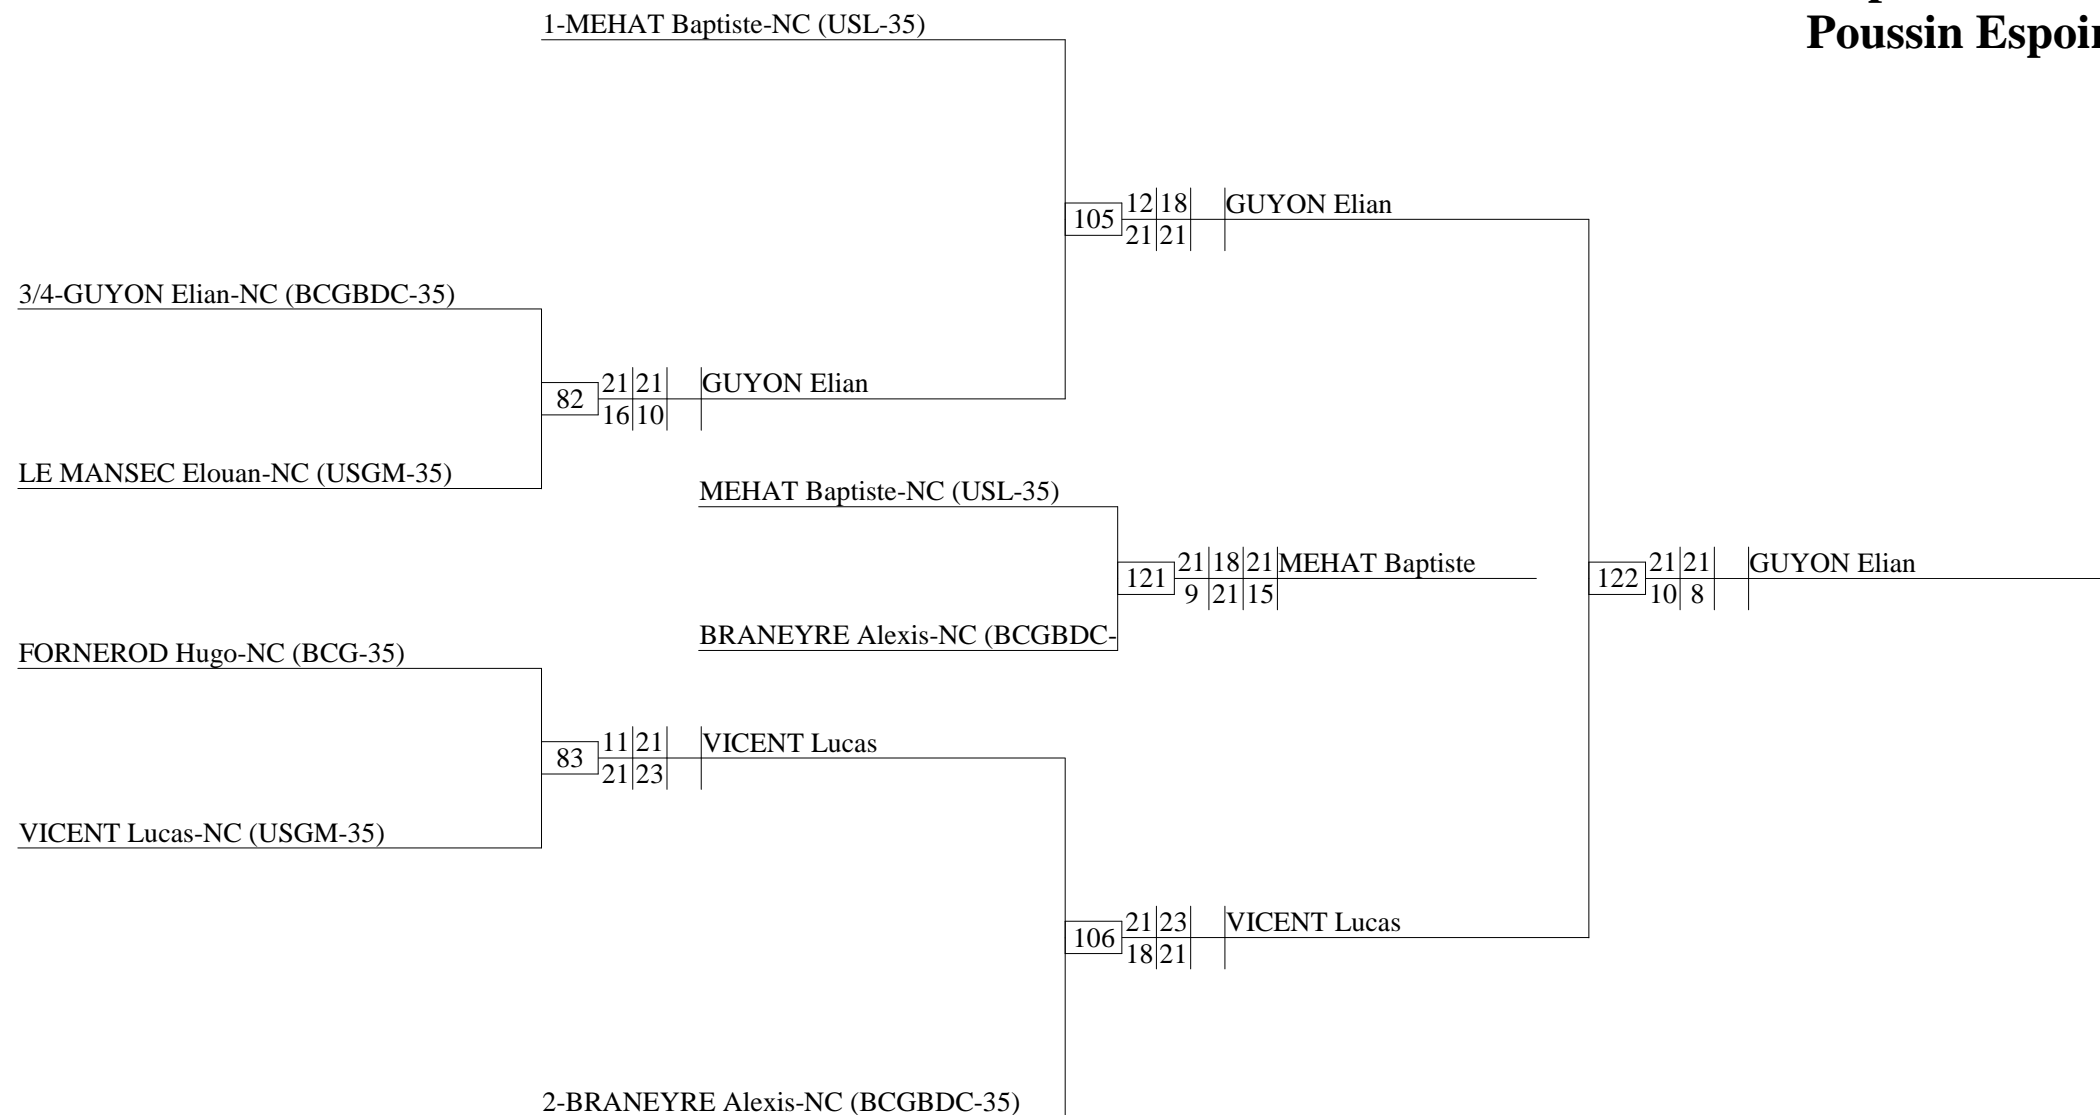 1-MEHAT Baptiste-NC (USL-35)
Poussin Espoir
12 18
105 GUYON Elian
21 21
3/4-GUYON Elian-NC (BCGBDC-35)
21 21
82 GUYON Elian
16 10
LE MANSEC Elouan-NC (USGM-35)
MEHAT Baptiste-NC (USL-35)
21 18 21
121 MEHAT Baptiste
9 21 15
21 21
122 GUYON Elian
10 8
BRANEYRE Alexis-NC (BCGBDC-
FORNEROD Hugo-NC (BCG-35)
11 21
83 VICENT Lucas
21 23
VICENT Lucas-NC (USGM-35)
21 23
106 VICENT Lucas
18 21
2-BRANEYRE Alexis-NC (BCGBDC-35)